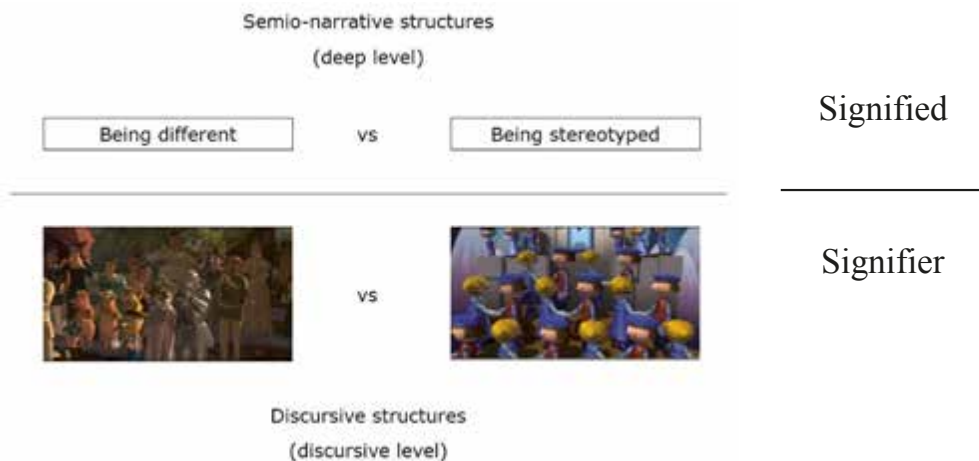 Semio-narrative structures
(deep level)
Being different vs Being stereotyped
Signified
Signifier
vs
Discursive structures
(discursive level)